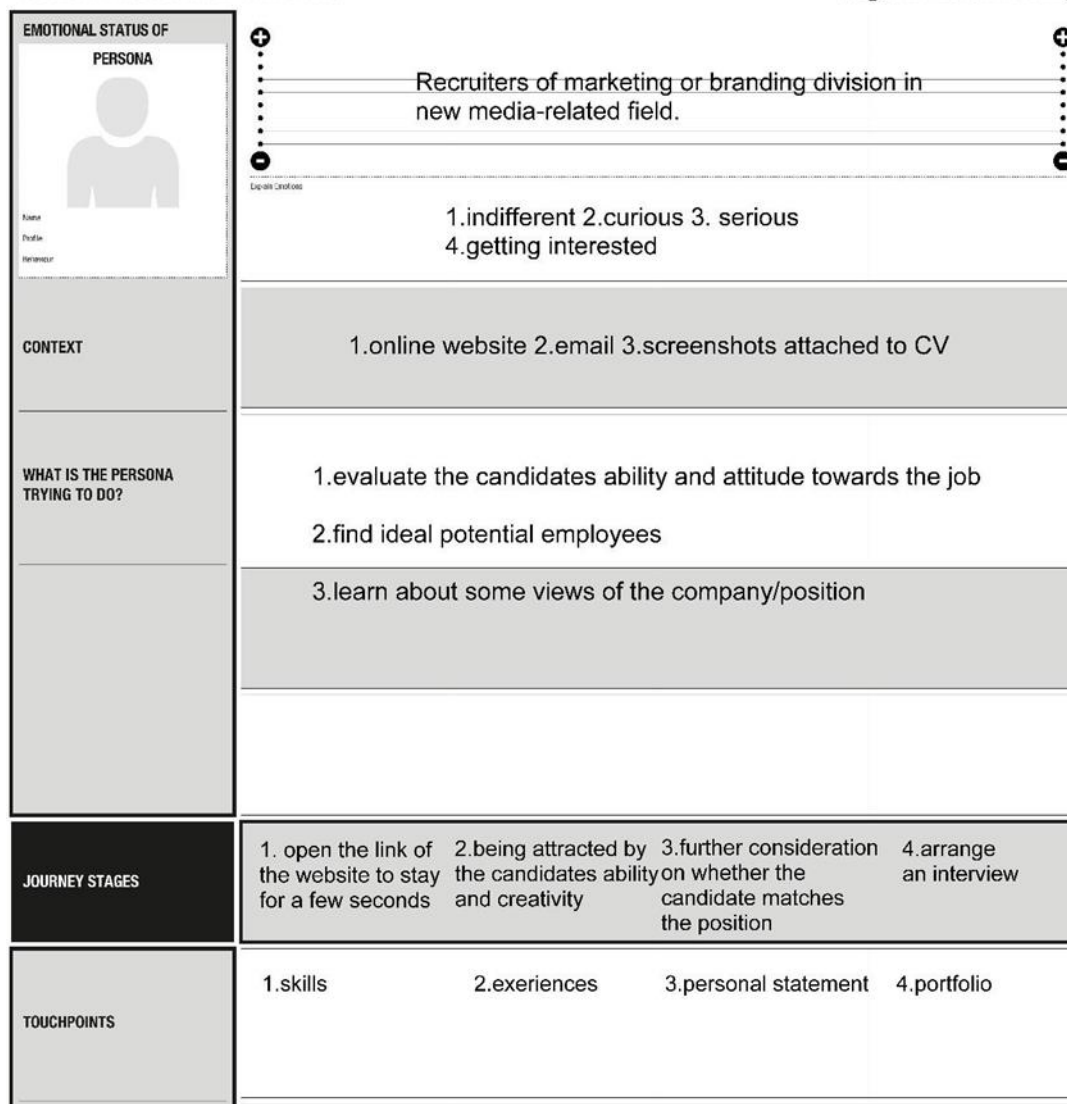 EMOTIONAL STATUS OF
PERSONA
Name
Profile
Behaviour
Recruiters of marketing or branding division in
new media-related field.
Explain Emotions
1.indifferent 2.curious 3. serious
4.getting interested
CONTEXT
1.online website 2.email 3.screenshots attached to CV
WHAT IS THE PERSONA
TRYING TO DO?
1.evaluate the candidates ability and attitude towards the job
2.find ideal potential employees
3.learn about some views of the company/position
JOURNEY STAGES
1. open the link of
the website to stay
for a few seconds
2.being attracted by
the candidates ability
and creativity
3.further consideration
on whether the
candidate matches
the position
4.arrange
an interview
TOUCHPOINTS
1.skills
2.exeriences
3.personal statement
4.portfolio